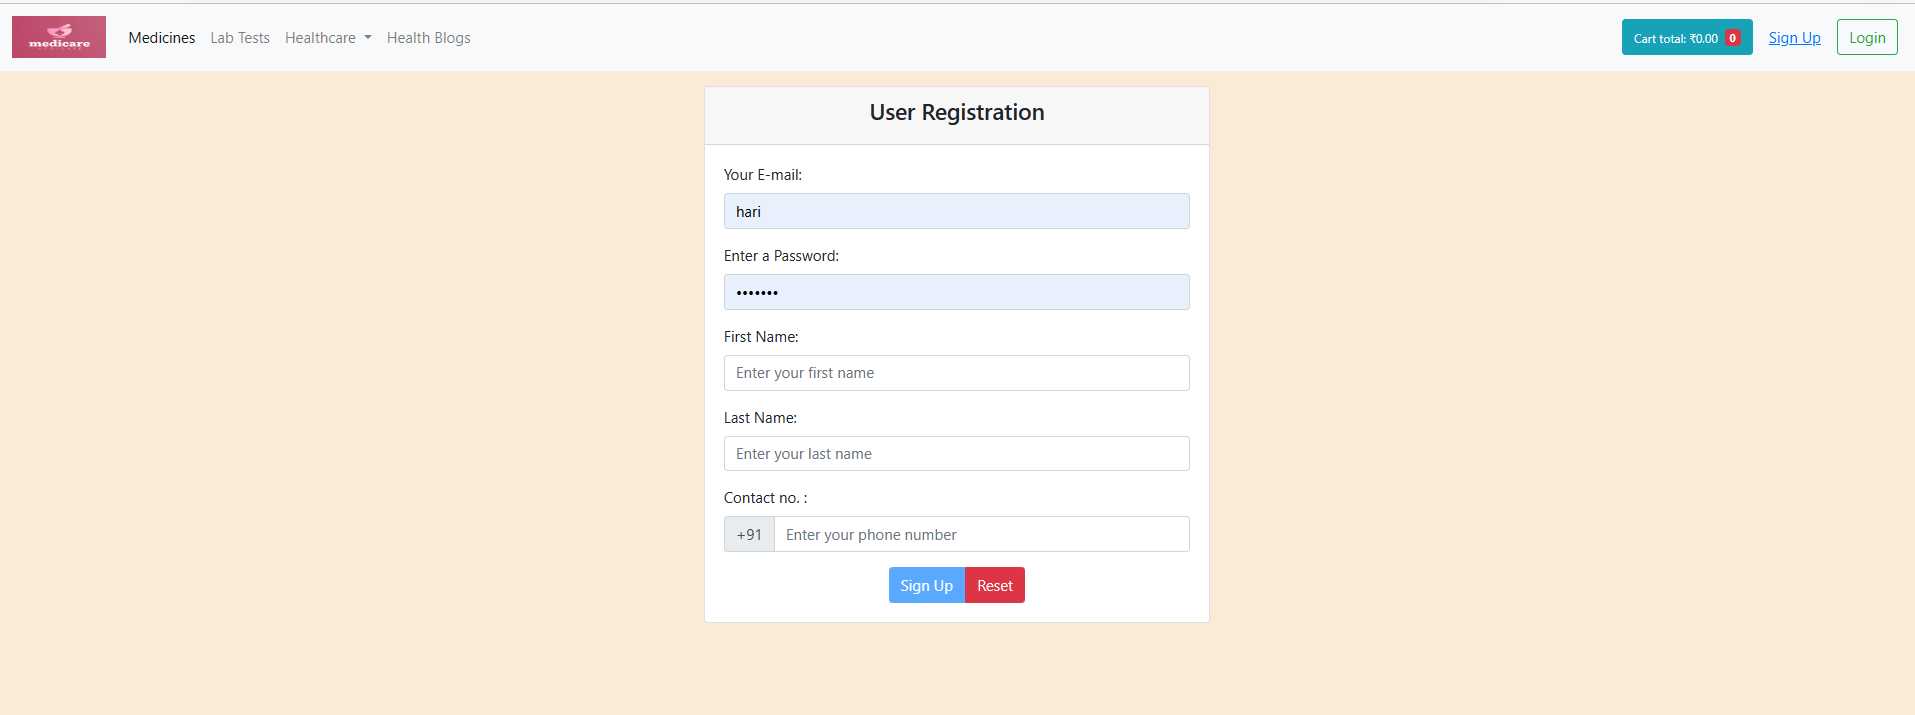 medicare
Medicines Lab Tests Healthcare Health Blogs Cart total: ₹0.00 0 Sign Up Login
User Registration
Your E-mail:
hari
Enter a Password:
•••••••
First Name:
Enter your first name
Last Name:
Enter your last name
Contact no. :
+91 Enter your phone number
Sign Up Reset